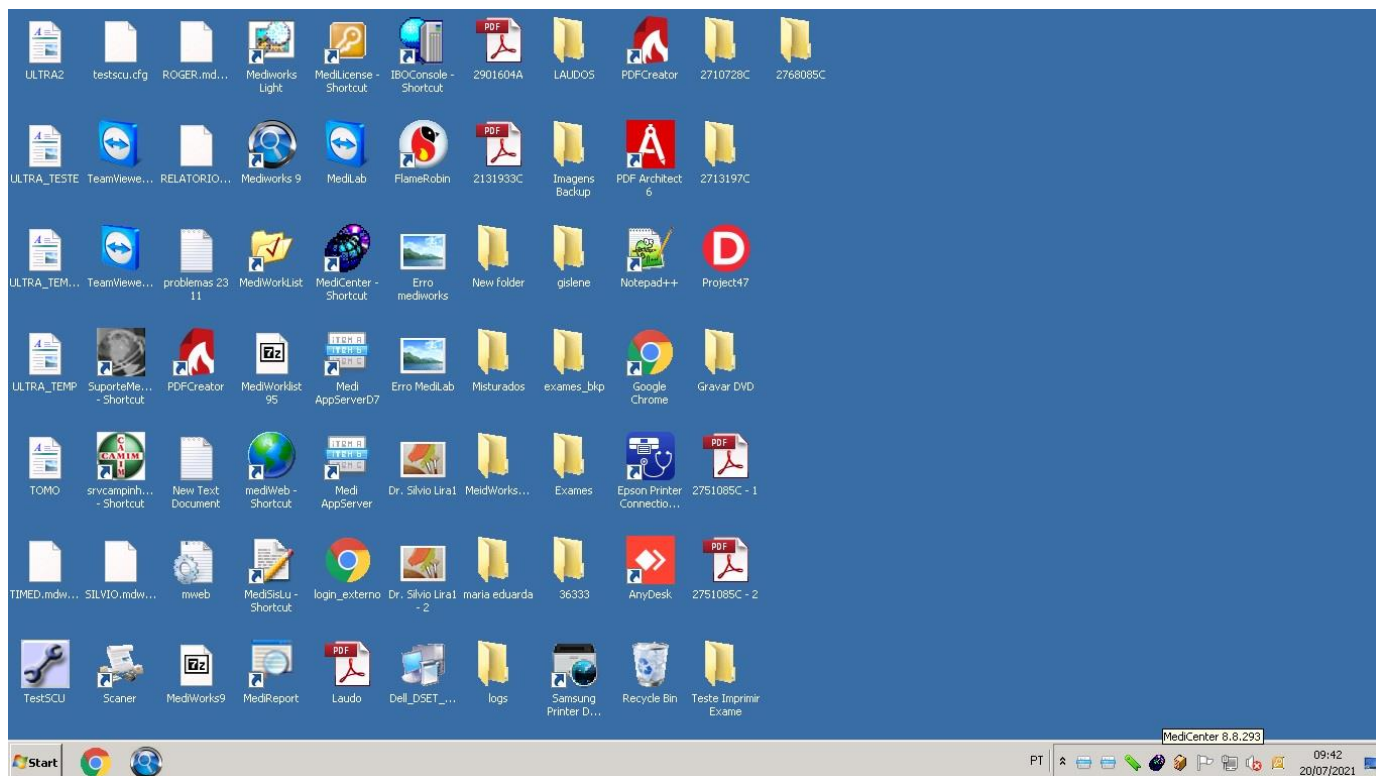 ULTRA2
testscu.cfg
ROGER.md...
Mediworks
Light
MediLicense -
Shortcut
IBOConsole -
Shortcut
PDF
2901604A
LAUDOS
PDFCreator
2710728C
2768085C
ULTRA_TESTE
TeamViewe...
RELATORIO...
Mediworks 9
MediLab
FlameRobin
PDF
2131933C
Imagens
Backup
PDF Architect
6
2713197C
ULTRA_TEM...
TeamViewe...
problemas 23
11
MediWorkList
MediCenter -
Shortcut
Erro
mediworks
New folder
gislene
Notepad++
D
Project47
ULTRA_TEMP
SuporteMe...
- Shortcut
PDFCreator
7z
MediWorklist
95
ITEM A
ITEM b
Medi
AppServerD7
Erro MediLab
Misturados
exames_bkp
Google
Chrome
Gravar DVD
TOMO
CAMIM
srvcampinh...
- Shortcut
New Text
Document
mediWeb -
Shortcut
ITEM A
ITEM b
Medi
AppServer
Dr. Silvio Lira1
MeidWorks...
Exames
Epson Printer
Connectio...
PDF
2751085C - 1
TIMED.mdw...
SILVIO.mdw...
mweb
MediSisLu -
Shortcut
login_externo
Dr. Silvio Lira1
- 2
maria eduarda
36333
AnyDesk
PDF
2751085C - 2
TestSCU
Scaner
7z
MediWorks9
MediReport
PDF
Laudo
Dell_DSET_...
logs
Samsung
Printer D...
Recycle Bin
Teste Imprimir
Exame
MediCenter 8.8.293
Start
PT
09:42
20/07/2021